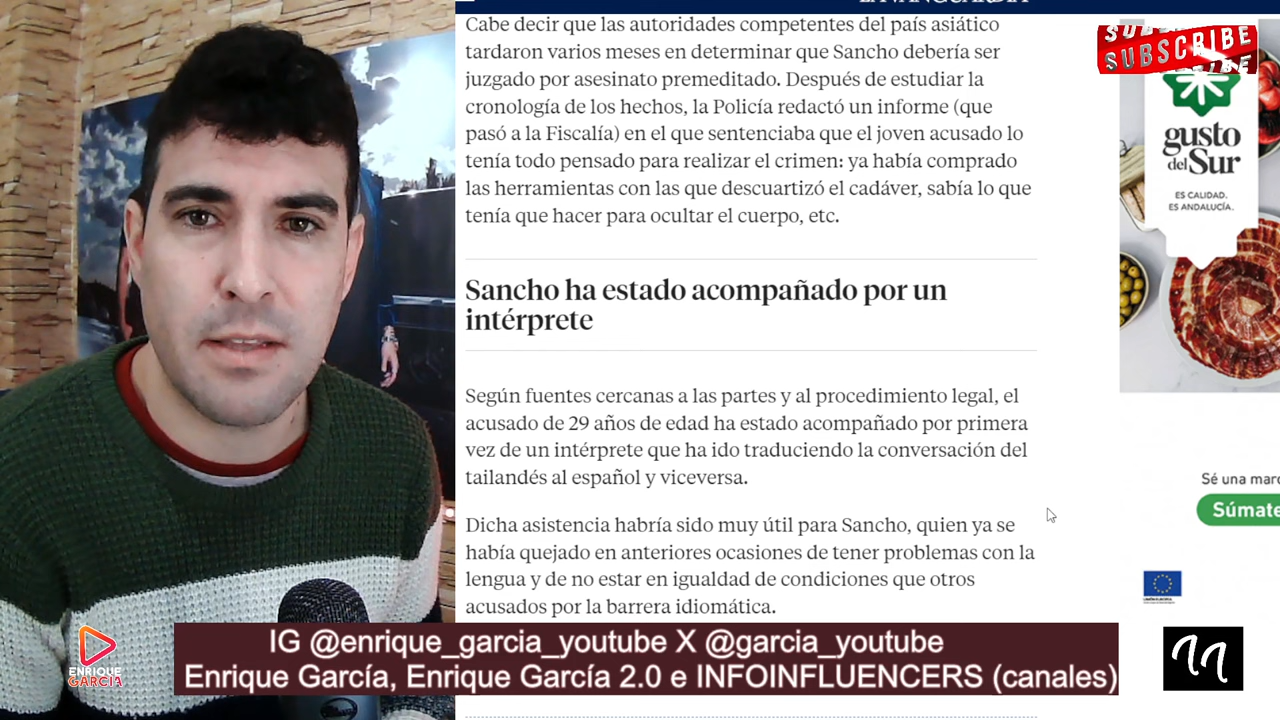 LA VANGUARDIA
Cabe decir que las autoridades competentes del país asiático
tardaron varios meses en determinar que Sancho debería ser
juzgado por asesinato premeditado. Después de estudiar la
cronología de los hechos, la Policía redactó un informe (que
pasó a la Fiscalía) en el que sentenciaba que el joven acusado lo
tenía todo pensado para realizar el crimen: ya había comprado
las herramientas con las que descuartizó el cadáver, sabía lo que
tenía que hacer para ocultar el cuerpo, etc.
Sancho ha estado acompañado por un
intérprete
Según fuentes cercanas a las partes y al procedimiento legal, el
acusado de 29 años de edad ha estado acompañado por primera
vez de un intérprete que ha ido traduciendo la conversación del
tailandés al español y viceversa.
Dicha asistencia habría sido muy útil para Sancho, quien ya se
había quejado en anteriores ocasiones de tener problemas con la
lengua y de no estar en igualdad de condiciones que otros
acusados por la barrera idiomática.
SUBSCRIBE
SUBSCRIBE
SUBSCRIBE
gusto
del Sur
ES CALIDAD.
ES ANDALUCÍA.
Sé una marc
Súmate
ENRIQUE
GARCÍA
IG @enrique_garcia_youtube X @garcia_youtube
Enrique García, Enrique García 2.0 e INFOINFLUENCERS (canales)